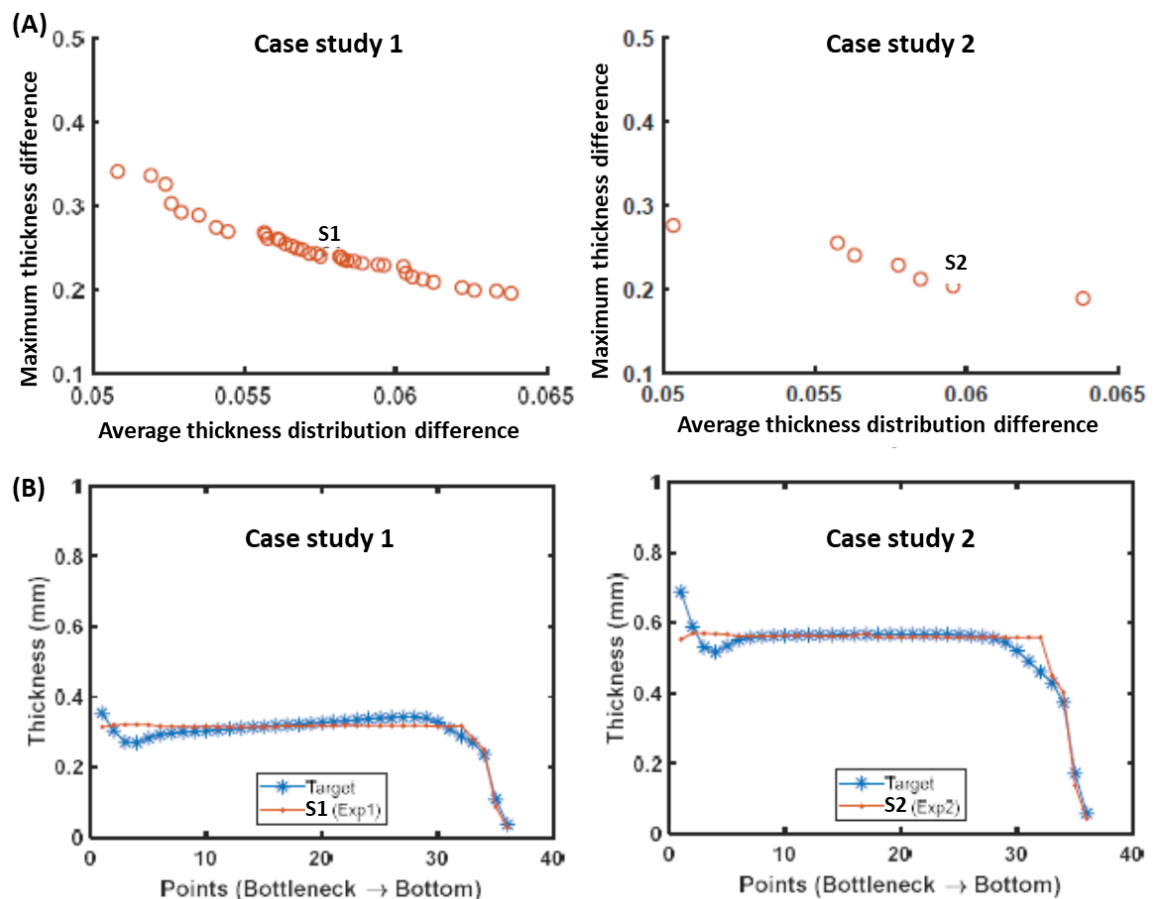 (A)
Case study 1
Maximum thickness difference
0.5
0.4
0.3
0.2
0.1
S1
0.05
0.055
0.06
0.065
Average thickness distribution difference
Case study 2
Maximum thickness difference
0.5
0.4
0.3
0.2
0.1
S2
0.05
0.055
0.06
0.065
Average thickness distribution difference
(B)
Case study 1
Thickness (mm)
1
0.8
0.6
0.4
0.2
0
Target
S1 (Exp1)
0
10
20
30
40
Points (Bottleneck → Bottom)
Case study 2
Thickness (mm)
1
0.8
0.6
0.4
0.2
0
Target
S2 (Exp2)
0
10
20
30
40
Points (Bottleneck → Bottom)